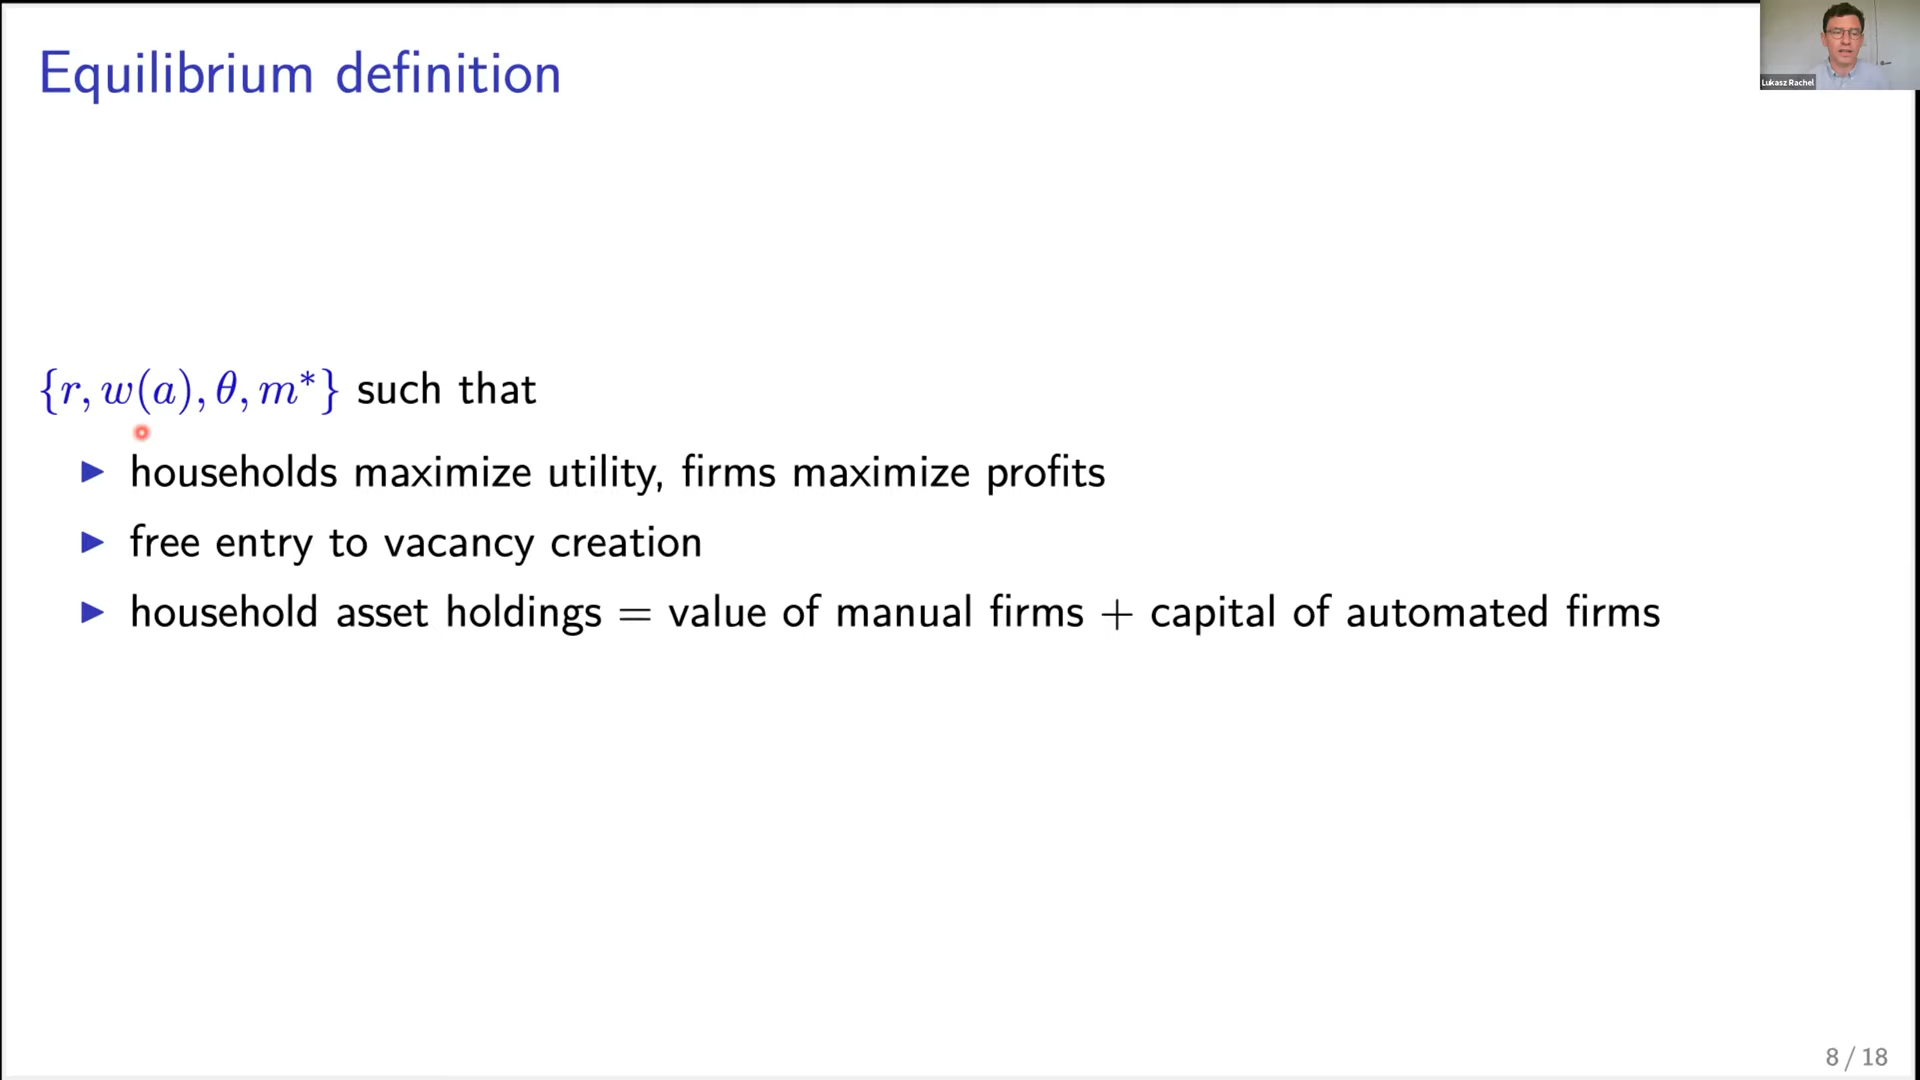 Equilibrium definition
Lukasz Rachel
{r, w(a), θ, m*} such that
▶ households maximize utility, firms maximize profits
▶ free entry to vacancy creation
▶ household asset holdings = value of manual firms + capital of automated firms
8 / 18